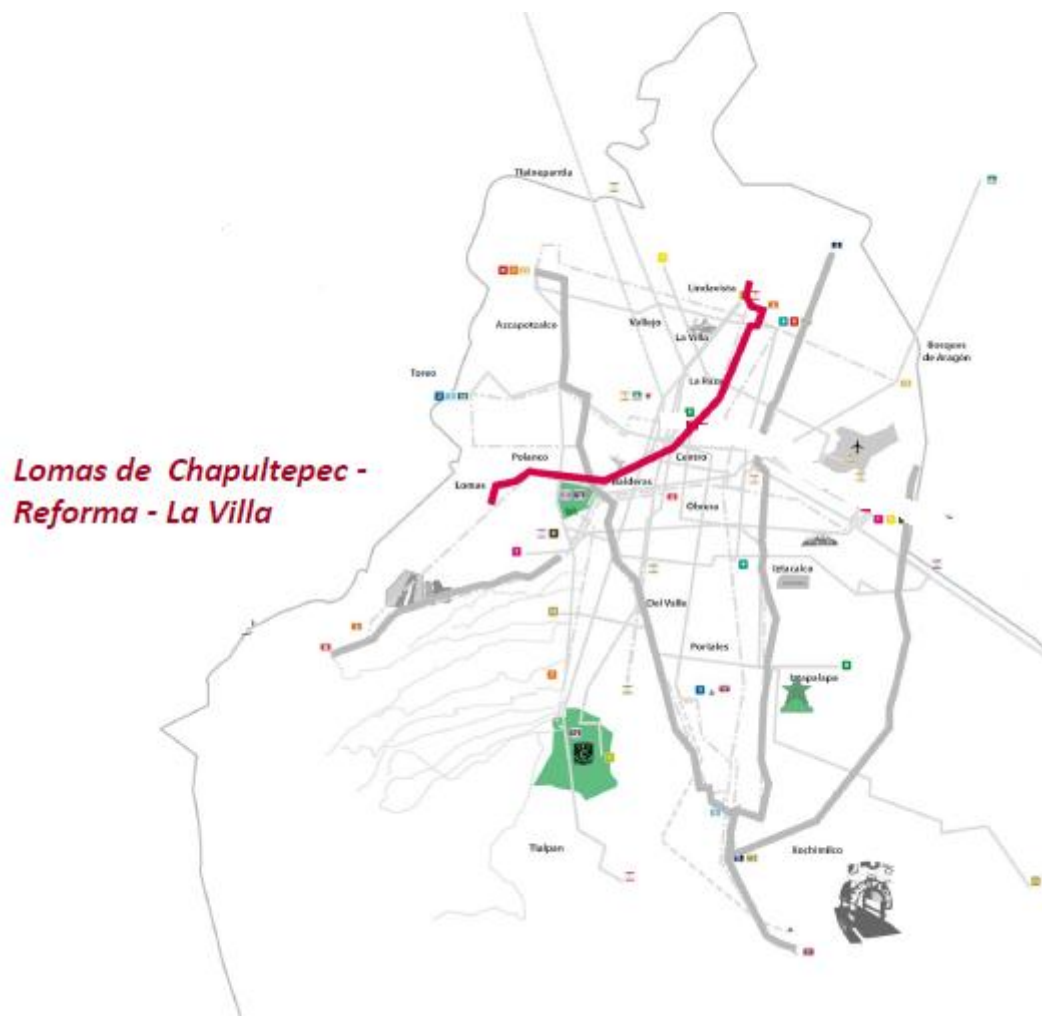 Tlalnepantla
Lindavista
Azcapotzalco
Vallejo
La Villa
Bosques
de Aragón
Toreo
La Raza
Polanco
Centro
Lomas de Chapultepec -
Reforma - La Villa
Lomas
Balderas
Obrera
Iztacalco
Del Valle
Portales
Iztapalapa
Tlalpan
Xochimilco